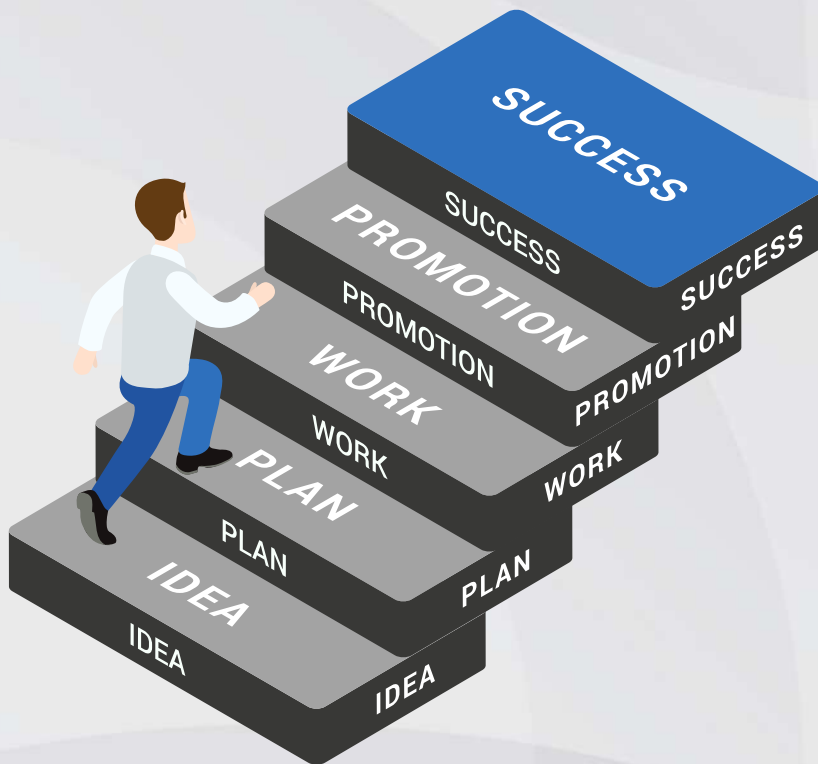 SUCCESS
SUCCESS
SUCCESS
PROMOTION
PROMOTION
PROMOTION
WORK
WORK
WORK
PLAN
PLAN
PLAN
IDEA
IDEA
IDEA